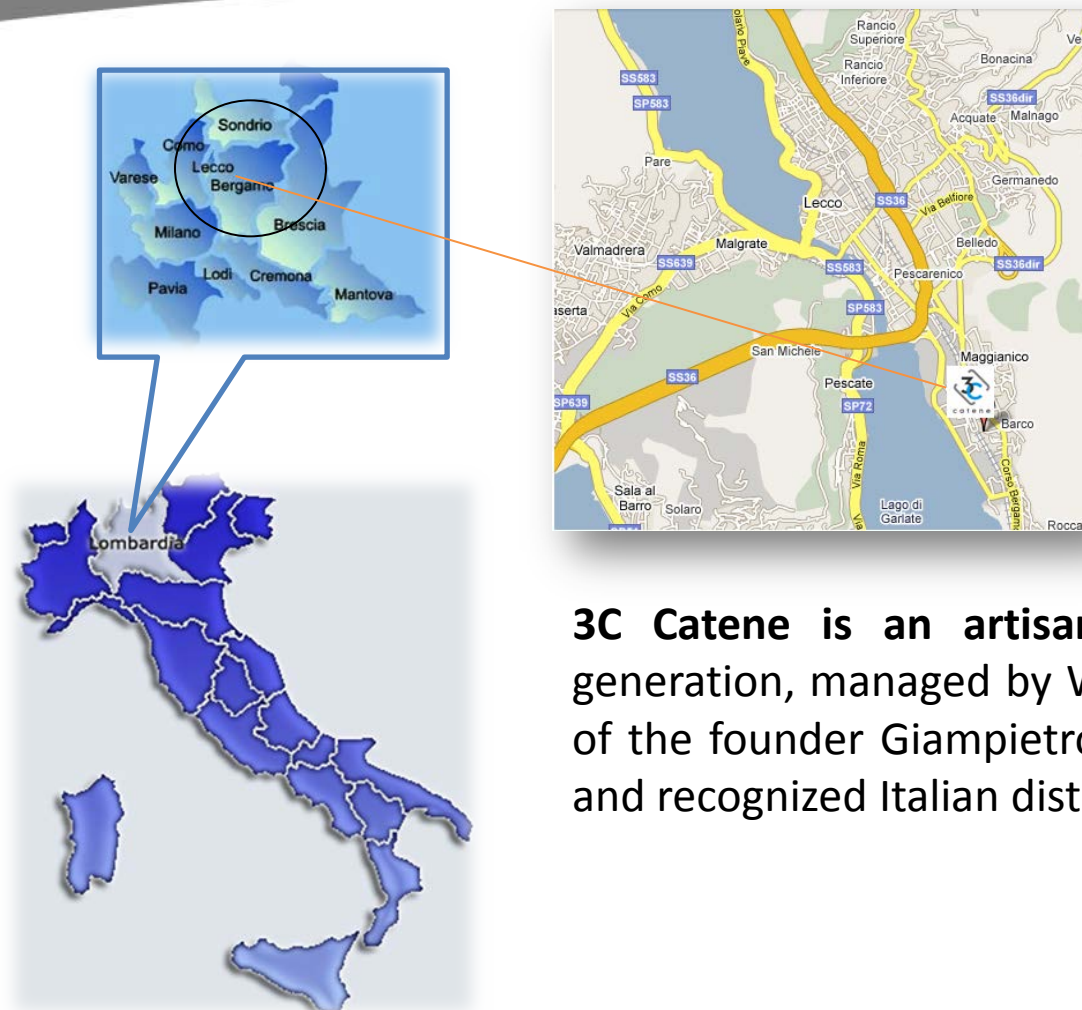 Sondrio
Como
Lecco
Varese
Bergamo
Brescia
Milano
Lodi
Cremona
Pavia
Mantova
Lombardia
Rancio
Superiore
Bonacina
Rancio
Inferiore
SS583
SP583
SS36dir
Acquate
Malnago
Pare
Germanedo
Lecco
SS36
Via Belfiore
Valmadrera
Malgrate
Belledo
SS639
SS583
Pescarenico
SS36dir
Via Como
SP583
San Michele
Maggianico
SS36
Pescate
3C
catene
SP639
SP72
Barco
Via Roma
Sala al
Barro
Solaro
Lago di
Garlate
3C Catene is an artisan
generation, managed by
of the founder Giampietro
and recognized Italian